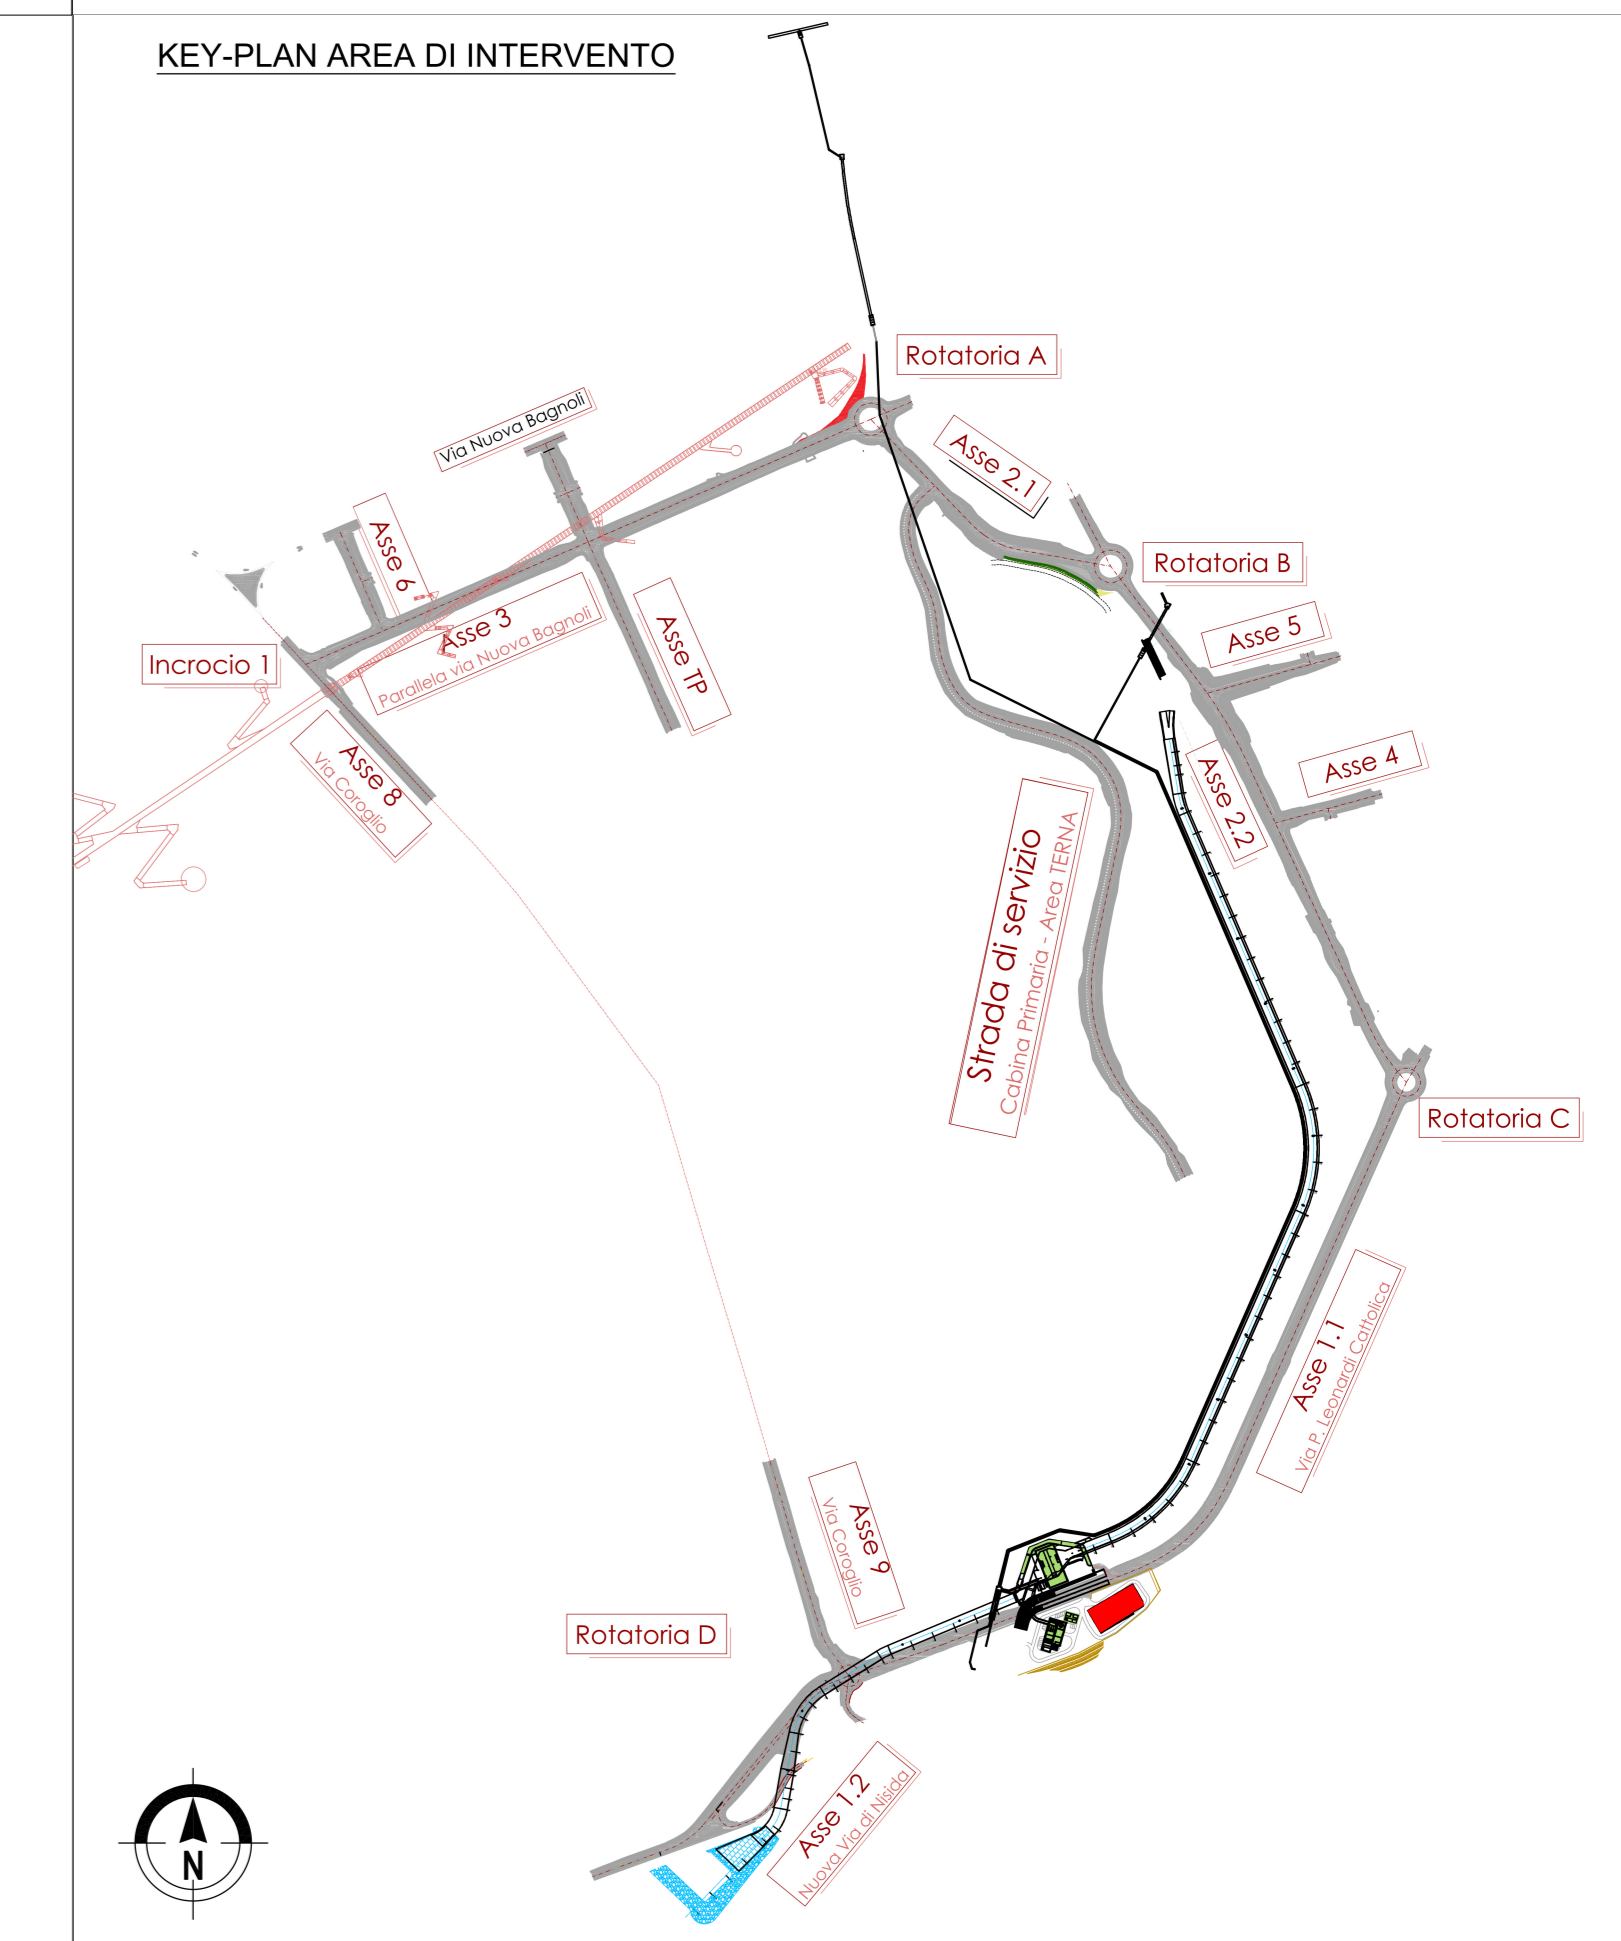 KEY-PLAN AREA DI INTERVENTO
Rotatoria A
Via Nuova Bagnoli
Asse 2.1
Asse 6
Rotatoria B
Asse 3
Parallela via Nuova Bagnoli
Asse TP
Asse 5
Incrocio 1
Asse 8
Via Coroglio
Asse 4
Asse 2.2
Strada di servizio
Cabina Primaria - Area TERNA
Rotatoria C
Asse 1.1
Via P. Leonardi Cattolica
Asse 9
Via Coroglio
Rotatoria D
Asse 1.2
Nuova Via di Nisida
N